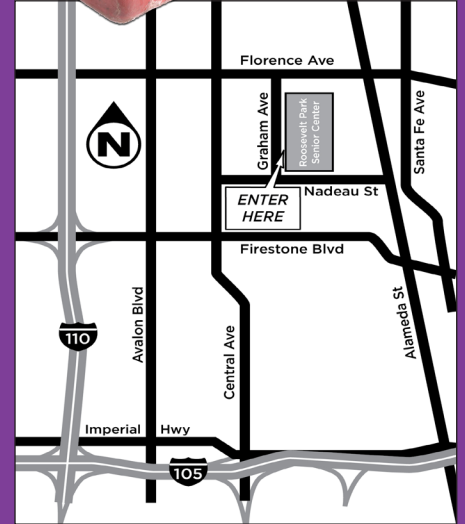 Florence Ave
Graham Ave
Roosevelt Park
Senior Center
Santa Fe Ave
N
Nadeau St
ENTER
HERE
Firestone Blvd
Avalon Blvd
Central Ave
Alameda St
110
Imperial Hwy
105